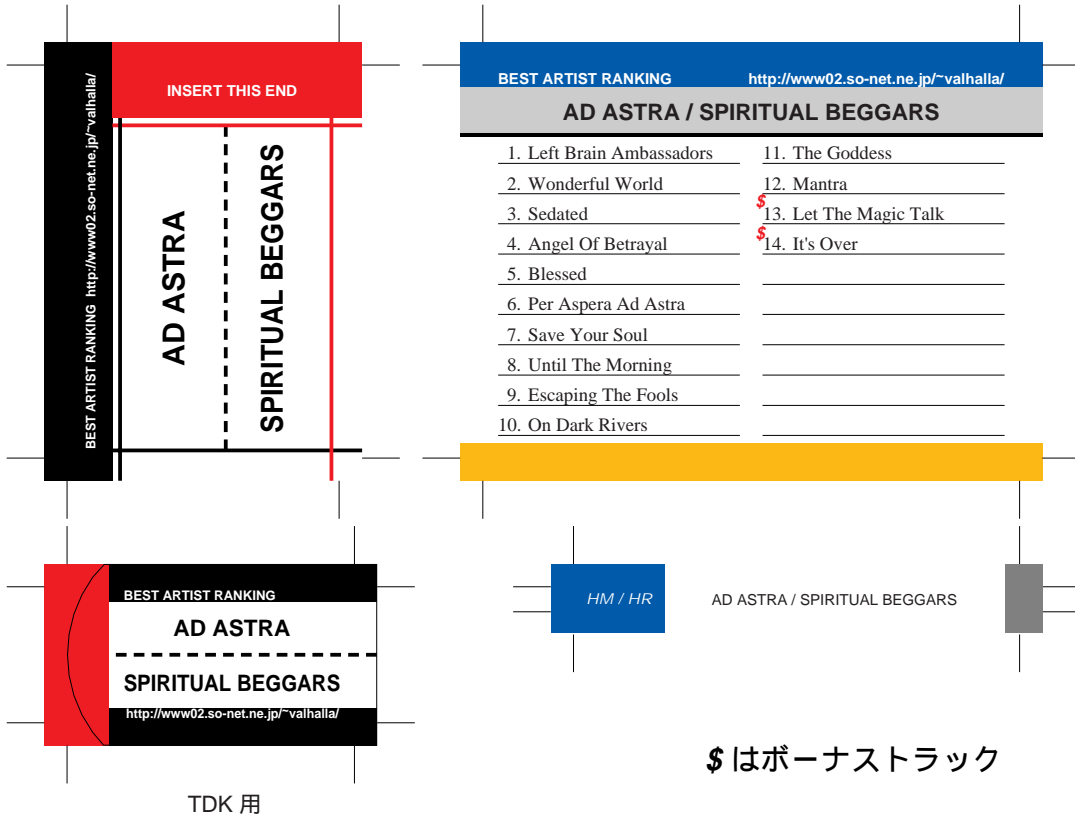 INSERT THIS END
BEST ARTIST RANKING http://www02.so-net.ne.jp/~valhalla/
AD ASTRA
SPIRITUAL BEGGARS
BEST ARTIST RANKING http://www02.so-net.ne.jp/~valhalla/
AD ASTRA / SPIRITUAL BEGGARS
1. Left Brain Ambassadors
2. Wonderful World
3. Sedated
4. Angel Of Betrayal
5. Blessed
6. Per Aspera Ad Astra
7. Save Your Soul
8. Until The Morning
9. Escaping The Fools
10. On Dark Rivers
11. The Goddess
12. Mantra
$13. Let The Magic Talk
$14. It's Over
BEST ARTIST RANKING
AD ASTRA
SPIRITUAL BEGGARS
http://www02.so-net.ne.jp/~valhalla/
TDK 用
HM / HR AD ASTRA / SPIRITUAL BEGGARS
$ はボーナストラック